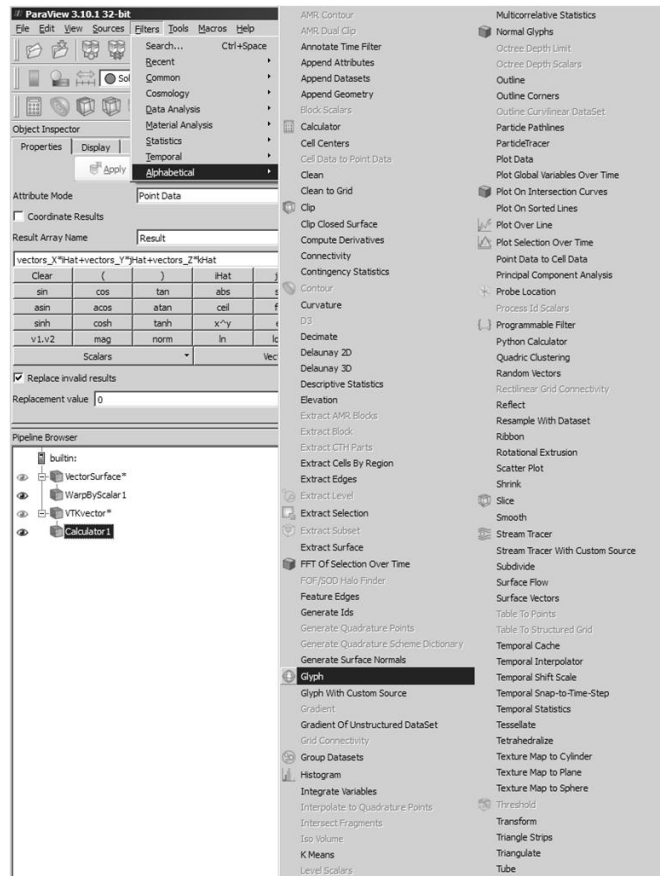 ParaView 3.10.1 32-bit
File Edit View Sources Filters Tools Macros Help
Sol
Search... Ctrl+Space
Recent
Common
Cosmology
Data Analysis
Material Analysis
Statistics
Temporal
Alphabetical
Object Inspector
Properties Display
Apply
Attribute Mode Point Data
Coordinate Results
Result Array Name Result
vectors_X*iHat+vectors_Y*jHat+vectors_Z*kHat
Clear ( ) iHat j
sin cos tan abs s
asin acos atan ceil f
sinh cosh tanh x^y e
v1.v2 mag norm ln lo
Scalars Vec
Replace invalid results
Replacement value 0
Pipeline Browser
builtin:
VectorSurface*
WarpByScalar1
VTKvector*
Calculator1
AMR Contour
AMR Dual Clip
Annotate Time Filter
Append Attributes
Append Datasets
Append Geometry
Block Scalars
Calculator
Cell Centers
Cell Data to Point Data
Clean
Clean to Grid
Clip
Clip Closed Surface
Compute Derivatives
Connectivity
Contingency Statistics
Contour
Curvature
D3
Decimate
Delaunay 2D
Delaunay 3D
Descriptive Statistics
Elevation
Extract AMR Blocks
Extract Block
Extract CTH Parts
Extract Cells By Region
Extract Edges
Extract Level
Extract Selection
Extract Subset
Extract Surface
FFT Of Selection Over Time
FOF/SOD Halo Finder
Feature Edges
Generate Ids
Generate Quadrature Points
Generate Quadrature Scheme Dictionary
Generate Surface Normals
Glyph
Glyph With Custom Source
Gradient
Gradient Of Unstructured DataSet
Grid Connectivity
Group Datasets
Histogram
Integrate Variables
Interpolate to Quadrature Points
Intersect Fragments
Iso Volume
K Means
Level Scalars
Multicorrelative Statistics
Normal Glyphs
Octree Depth Limit
Octree Depth Scalars
Outline
Outline Corners
Outline Curvilinear DataSet
Particle Pathlines
ParticleTracer
Plot Data
Plot Global Variables Over Time
Plot On Intersection Curves
Plot On Sorted Lines
Plot Over Line
Plot Selection Over Time
Point Data to Cell Data
Principal Component Analysis
Probe Location
Process Id Scalars
Programmable Filter
Python Calculator
Quadric Clustering
Random Vectors
Rectilinear Grid Connectivity
Reflect
Resample With Dataset
Ribbon
Rotational Extrusion
Scatter Plot
Shrink
Slice
Smooth
Stream Tracer
Stream Tracer With Custom Source
Subdivide
Surface Flow
Surface Vectors
Table To Points
Table To Structured Grid
Temporal Cache
Temporal Interpolator
Temporal Shift Scale
Temporal Snap-to-Time-Step
Temporal Statistics
Tessellate
Tetrahedralize
Texture Map to Cylinder
Texture Map to Plane
Texture Map to Sphere
Threshold
Transform
Triangle Strips
Triangulate
Tube